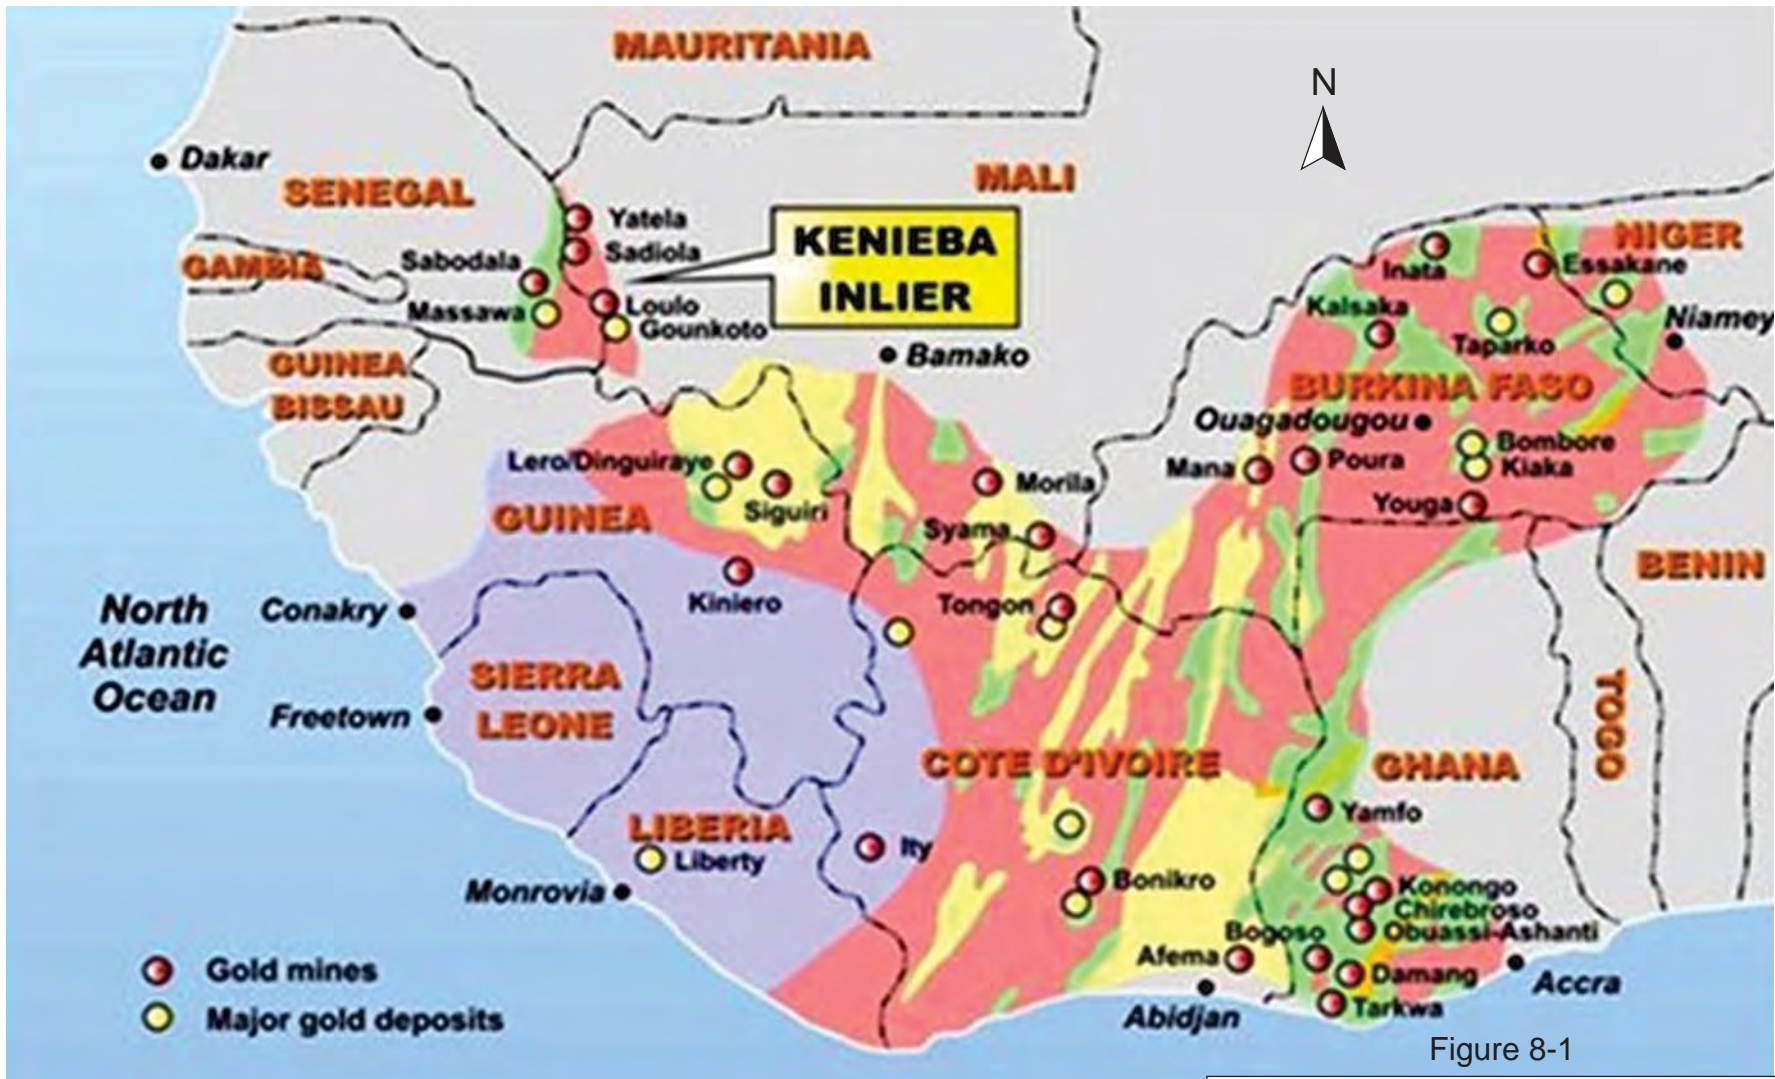 MAURITANIA
N
Dakar
SENEGAL
MALI
Yatela
KENIEBA
INLIER
NIGER
Sadiola
Sabodala
GAMBIA
Inata
Essakane
Loulo
Massawa
Gounkoto
Kalsaka
Niamey
Taparko
Bamako
GUINEA
BISSAU
BURKINA FASO
Ouagadougou
Bombore
Lero/Dinguiraye
Mana
Poura
Kiaka
Morila
Siguiri
Youga
GUINEA
Syama
BENIN
Kiniero
Tongon
North
Atlantic
Ocean
Conakry
SIERRA
LEONE
Freetown
TOGO
COTE D'IVOIRE
GHANA
Yamfo
LIBERIA
Ity
Liberty
Bonikro
Konongo
Monrovia
Chirebroso
Bogoso
Obuassi-Ashanti
Afema
Gold mines
Damang
Accra
Tarkwa
Abidjan
Major gold deposits
Figure 8-1